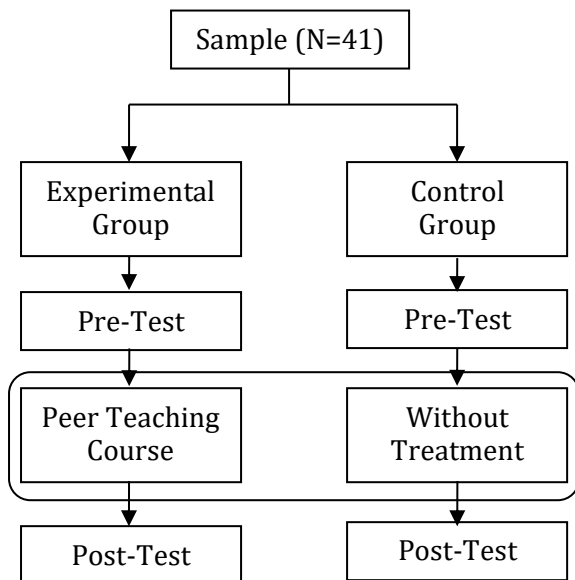 Sample (N=41)
Experimental
Group
Control
Group
Pre-Test
Pre-Test
Peer Teaching
Course
Without
Treatment
Post-Test
Post-Test